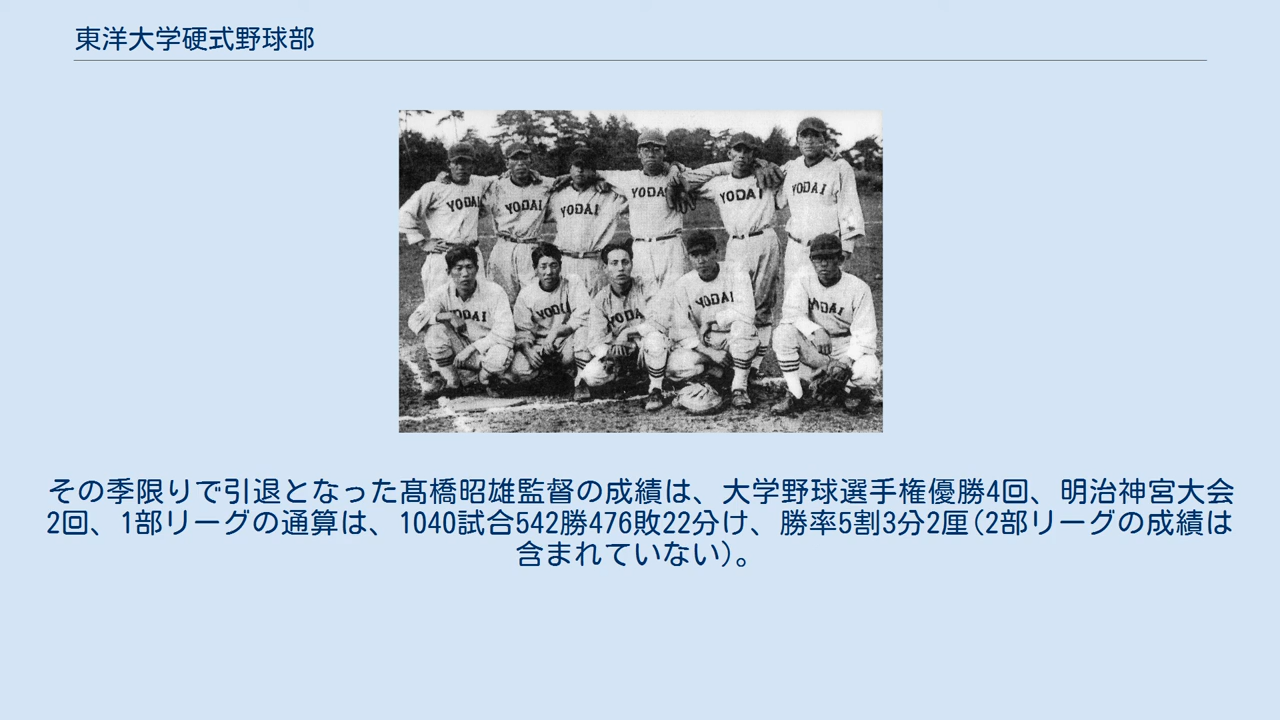 東洋大学硬式野球部
YODAI YODAI YODAI YODAI YODAI YODAI
YODAI YODAI YODAI YODAI YODAI
その季限りで引退となった髙橋昭雄監督の成績は、大学野球選手権優勝4回、明治神宮大会
2回、1部リーグの通算は、1040試合542勝476敗22分け、勝率5割3分2厘(2部リーグの成績は
含まれていない)。